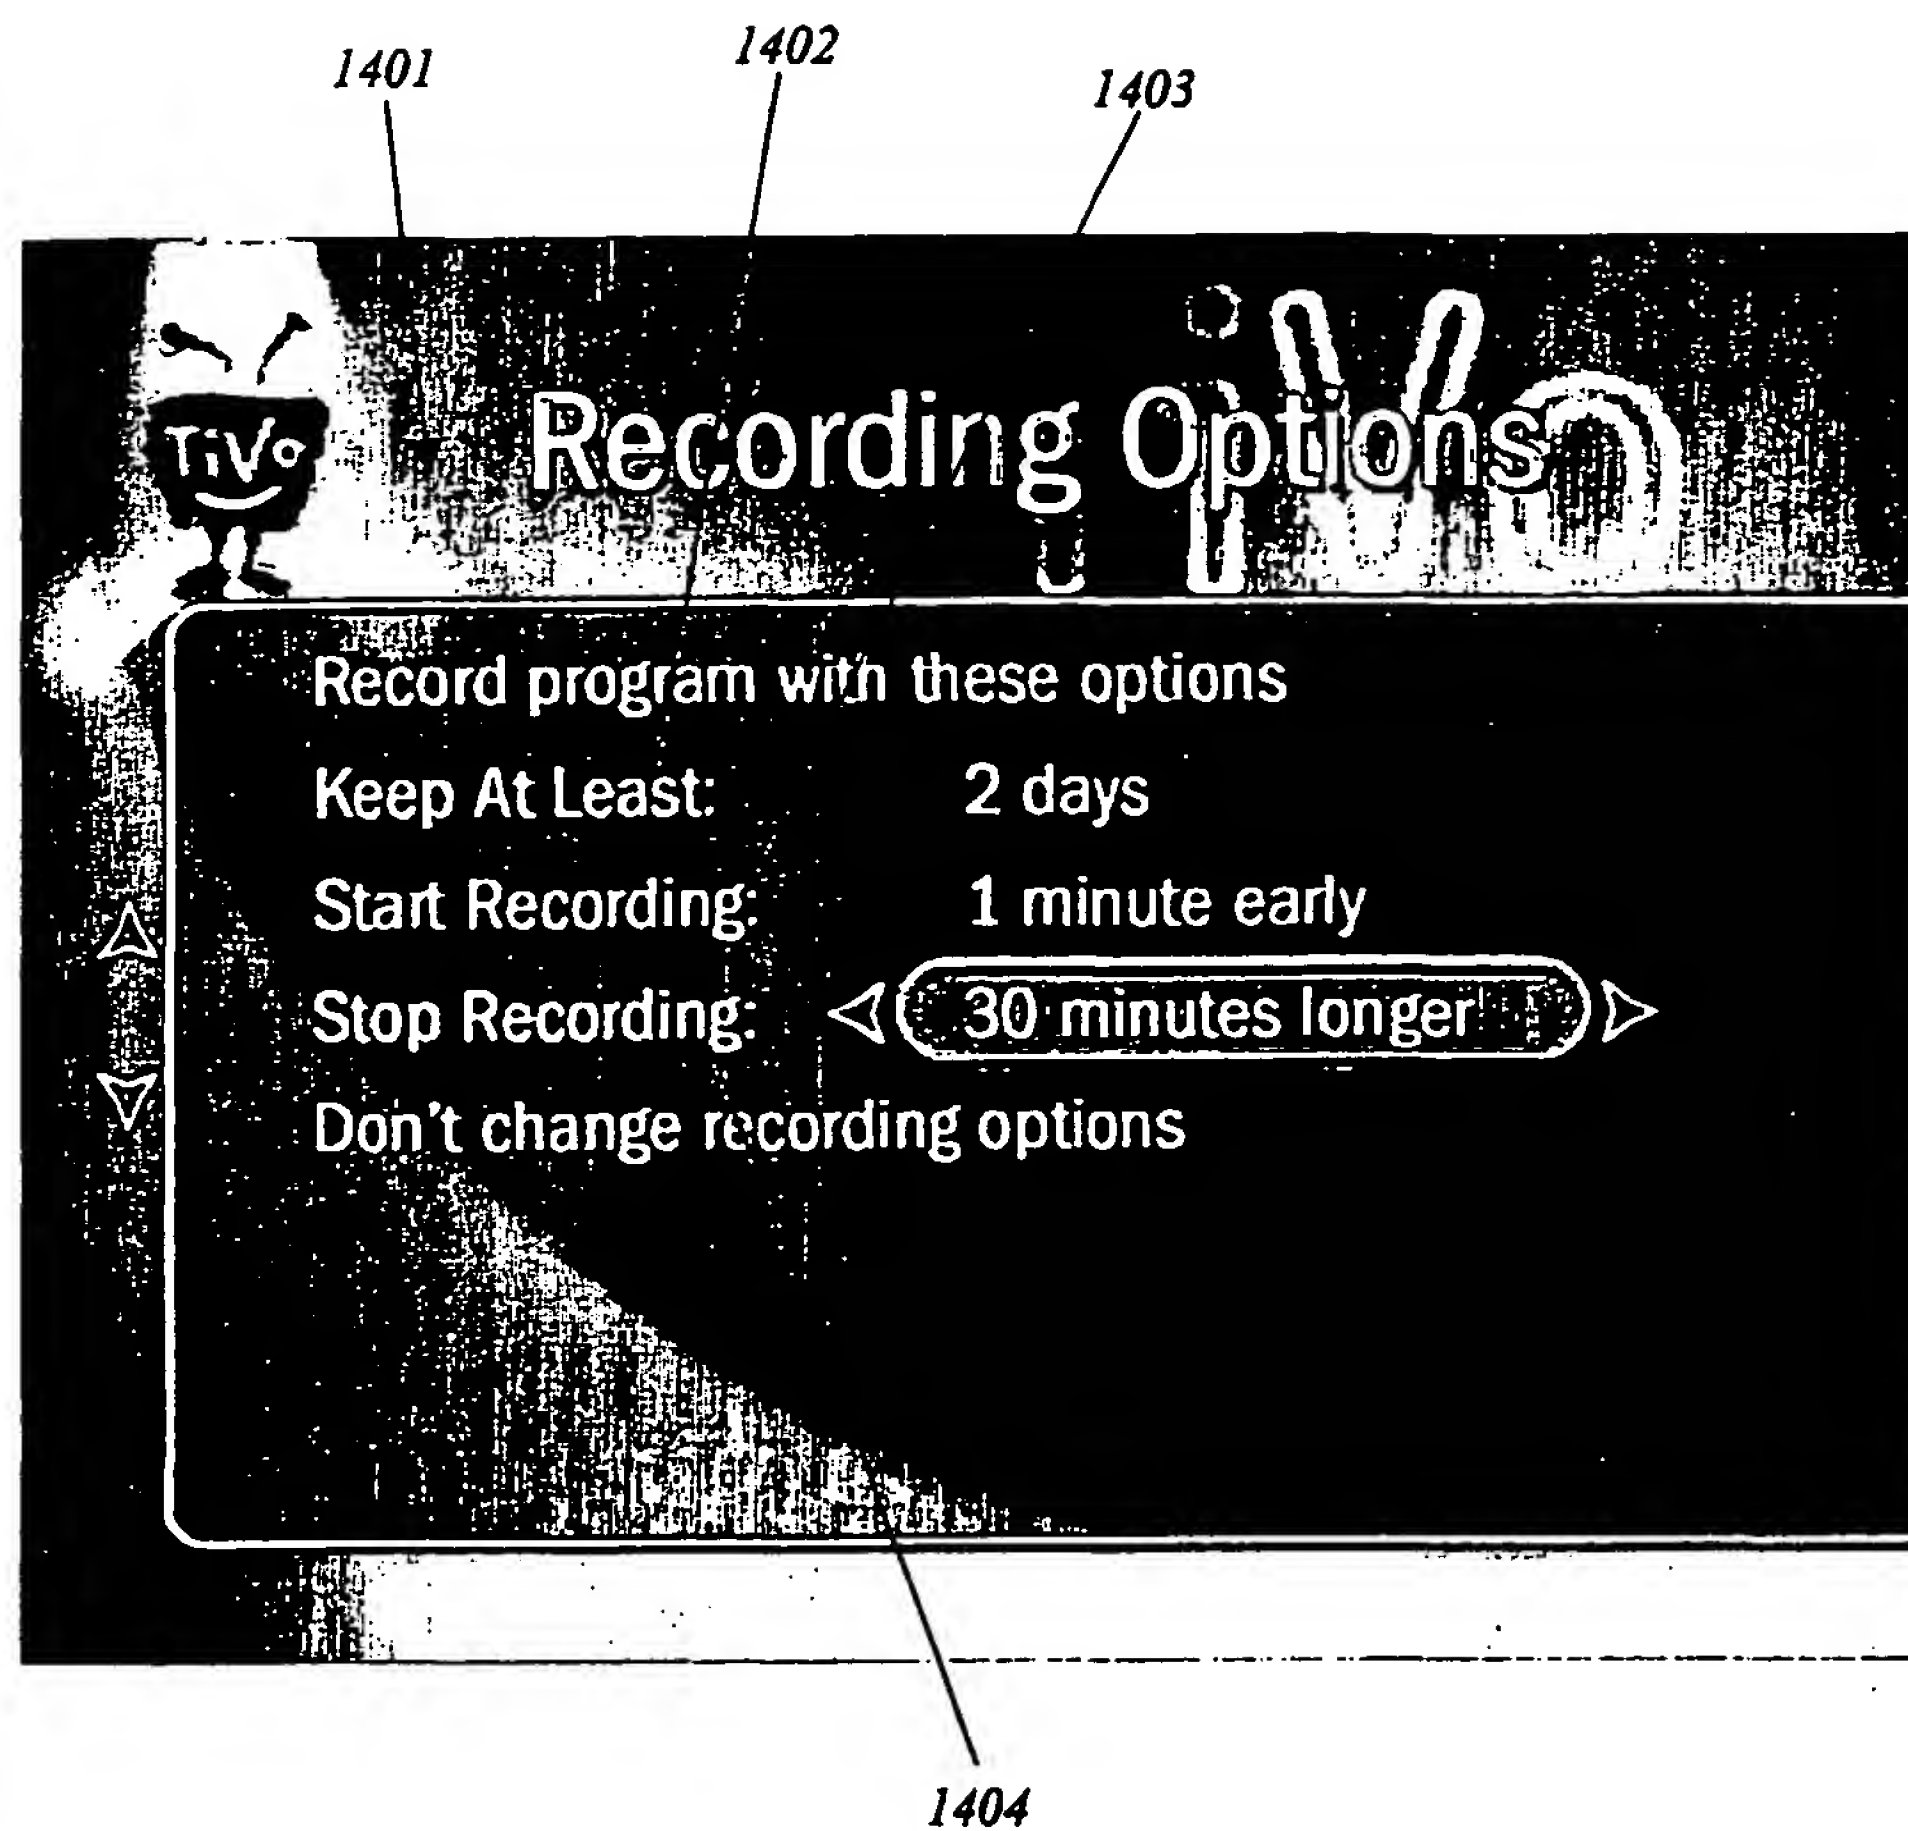 1401
1402
1403
TiVo
Recording Options
Record program with these options
Keep At Least: 2 days
Start Recording: 1 minute early
Stop Recording: 30 minutes longer
Don't change recording options
1404